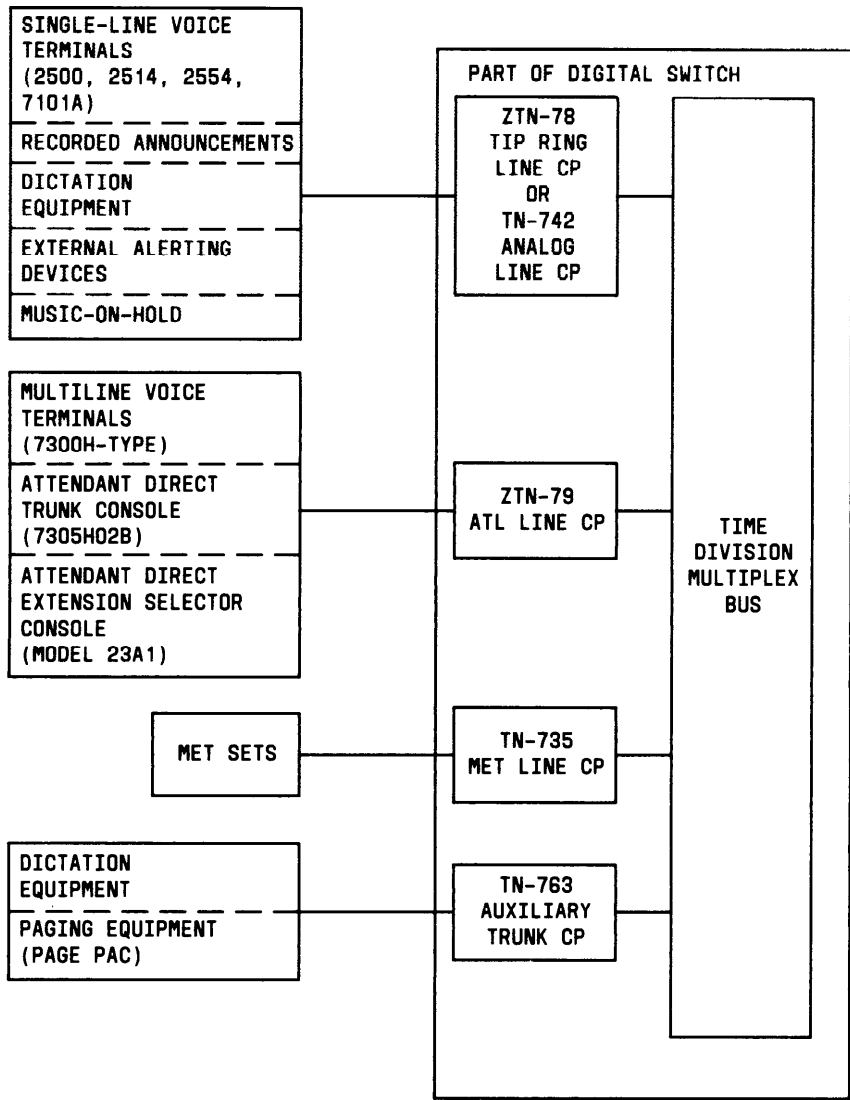 SINGLE-LINE VOICE
TERMINALS
(2500, 2514, 2554,
7101A)
RECORDED ANNOUNCEMENTS
DICTATION
EQUIPMENT
EXTERNAL ALERTING
DEVICES
MUSIC-ON-HOLD
MULTILINE VOICE
TERMINALS
(7300H-TYPE)
ATTENDANT DIRECT
TRUNK CONSOLE
(7305H02B)
ATTENDANT DIRECT
EXTENSION SELECTOR
CONSOLE
(MODEL 23A1)
MET SETS
DICTATION
EQUIPMENT
PAGING EQUIPMENT
(PAGE PAC)
PART OF DIGITAL SWITCH
ZTN-78
TIP RING
LINE CP
OR
TN-742
ANALOG
LINE CP
ZTN-79
ATL LINE CP
TN-735
MET LINE CP
TN-763
AUXILIARY
TRUNK CP
TIME
DIVISION
MULTIPLEX
BUS